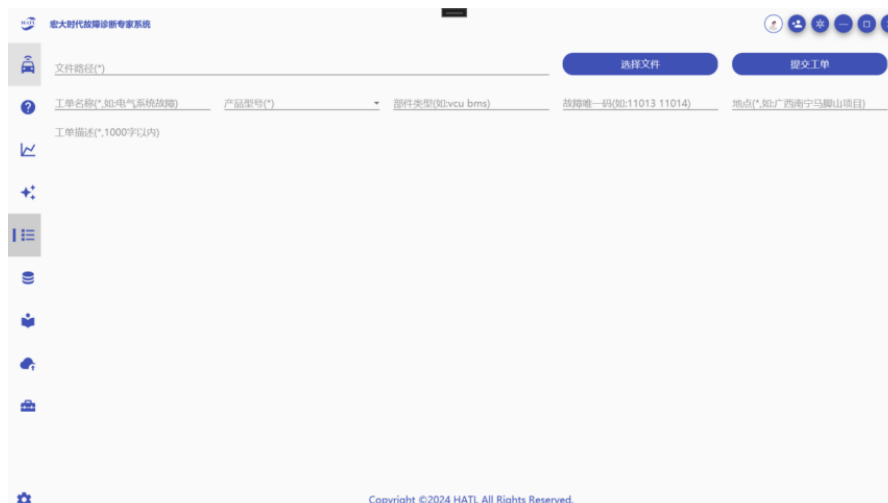 HATL 宏大时代故障诊断专家系统
文件路径(*) 选择文件 提交工单
工单名称(*,如:电气系统故障) 产品型号(*) 部件类型(如:vcu bms) 故障唯一码(如:11013 11014) 地点(*,如:广西南宁马脚山项目)
工单描述(*,1000字以内)
Copyright ©2024 HATL All Rights Reserved.